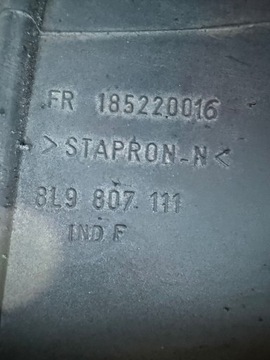 FR 185220016
>STAPRON-N<
8L9 807 111
IND F